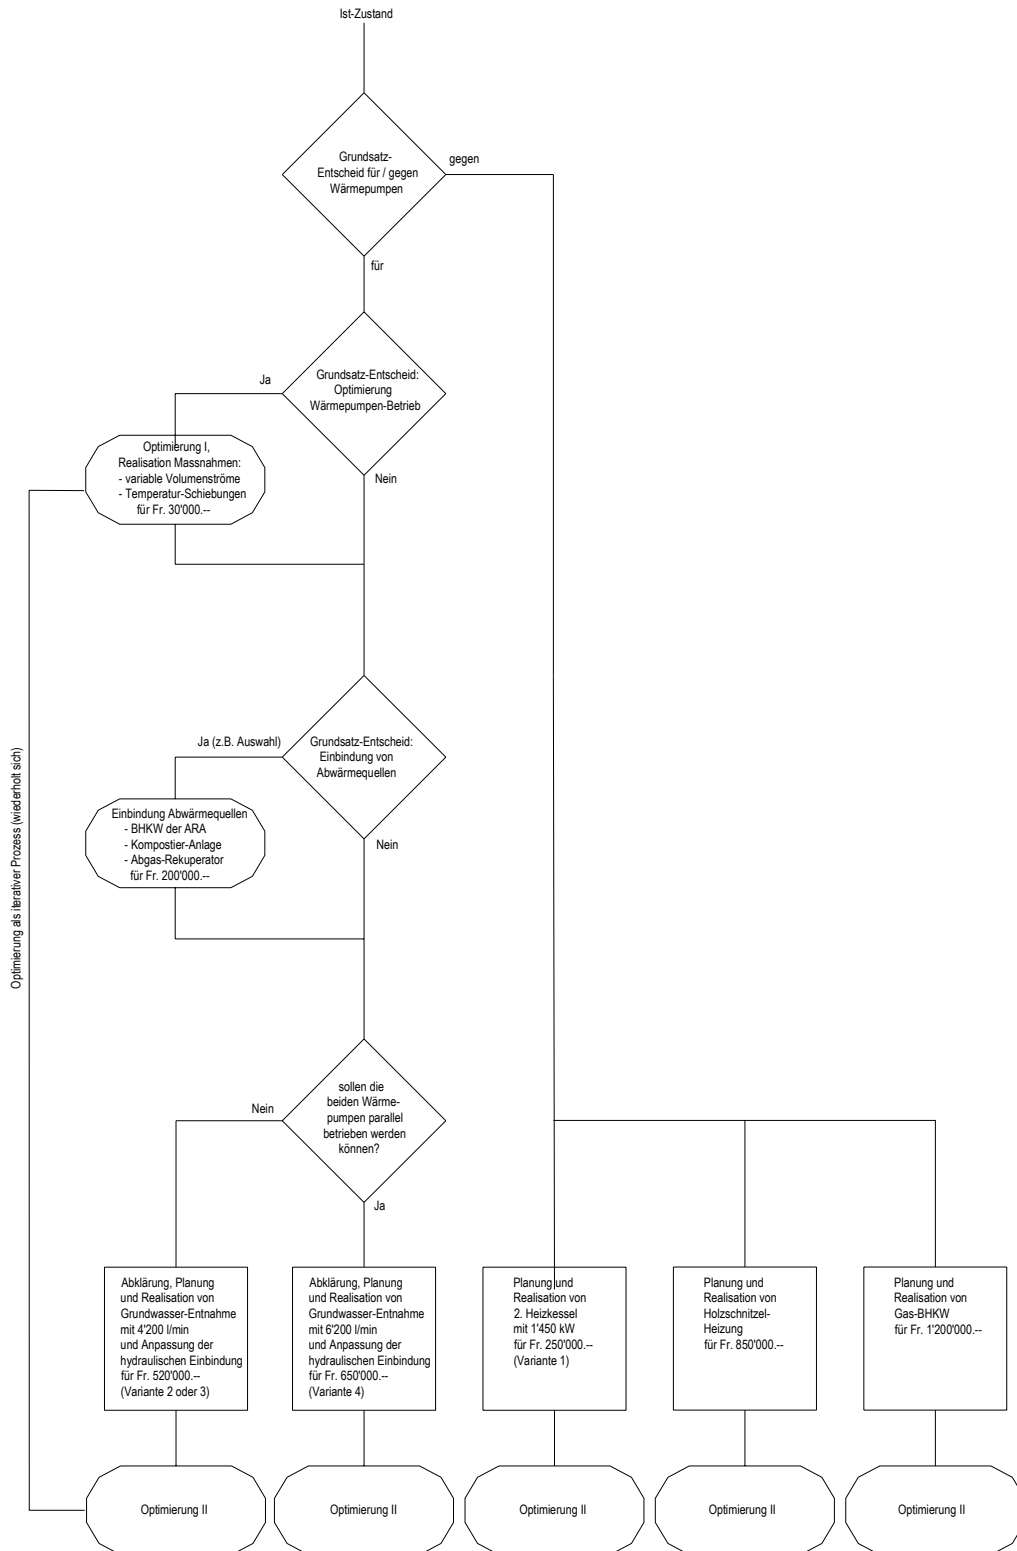 Ist-Zustand
Grundsatz-
Entscheid für / gegen
Wärmepumpen
gegen
für
Grundsatz-Entscheid:
Optimierung
Wärmepumpen-Betrieb
Ja
Nein
Optimierung I,
Realisation Massnahmen:
- variable Volumenströme
- Temperatur-Schiebungen
für Fr. 30'000.--
Grundsatz-Entscheid:
Einbindung von
Abwärmequellen
Ja (z.B. Auswahl)
Nein
Einbindung Abwärmequellen
- BHKW der ARA
- Kompostier-Anlage
- Abgas-Rekuperator
für Fr. 200'000.--
Optimierung als iterativer Prozess (wiederholt sich)
sollen die
beiden Wärme-
pumpen parallel
betrieben werden
können?
Nein
Ja
Abklärung, Planung
und Realisation von
Grundwasser-Entnahme
mit 4'200 l/min
und Anpassung der
hydraulischen Einbindung
für Fr. 520'000.--
(Variante 2 oder 3)
Abklärung, Planung
und Realisation von
Grundwasser-Entnahme
mit 6'200 l/min
und Anpassung der
hydraulischen Einbindung
für Fr. 650'000.--
(Variante 4)
Planung und
Realisation von
2. Heizkessel
mit 1'450 kW
für Fr. 250'000.--
(Variante 1)
Planung und
Realisation von
Holzschnitzel-
Heizung
für Fr. 850'000.--
Planung und
Realisation von
Gas-BHKW
für Fr. 1'200'000.--
Optimierung II
Optimierung II
Optimierung II
Optimierung II
Optimierung II